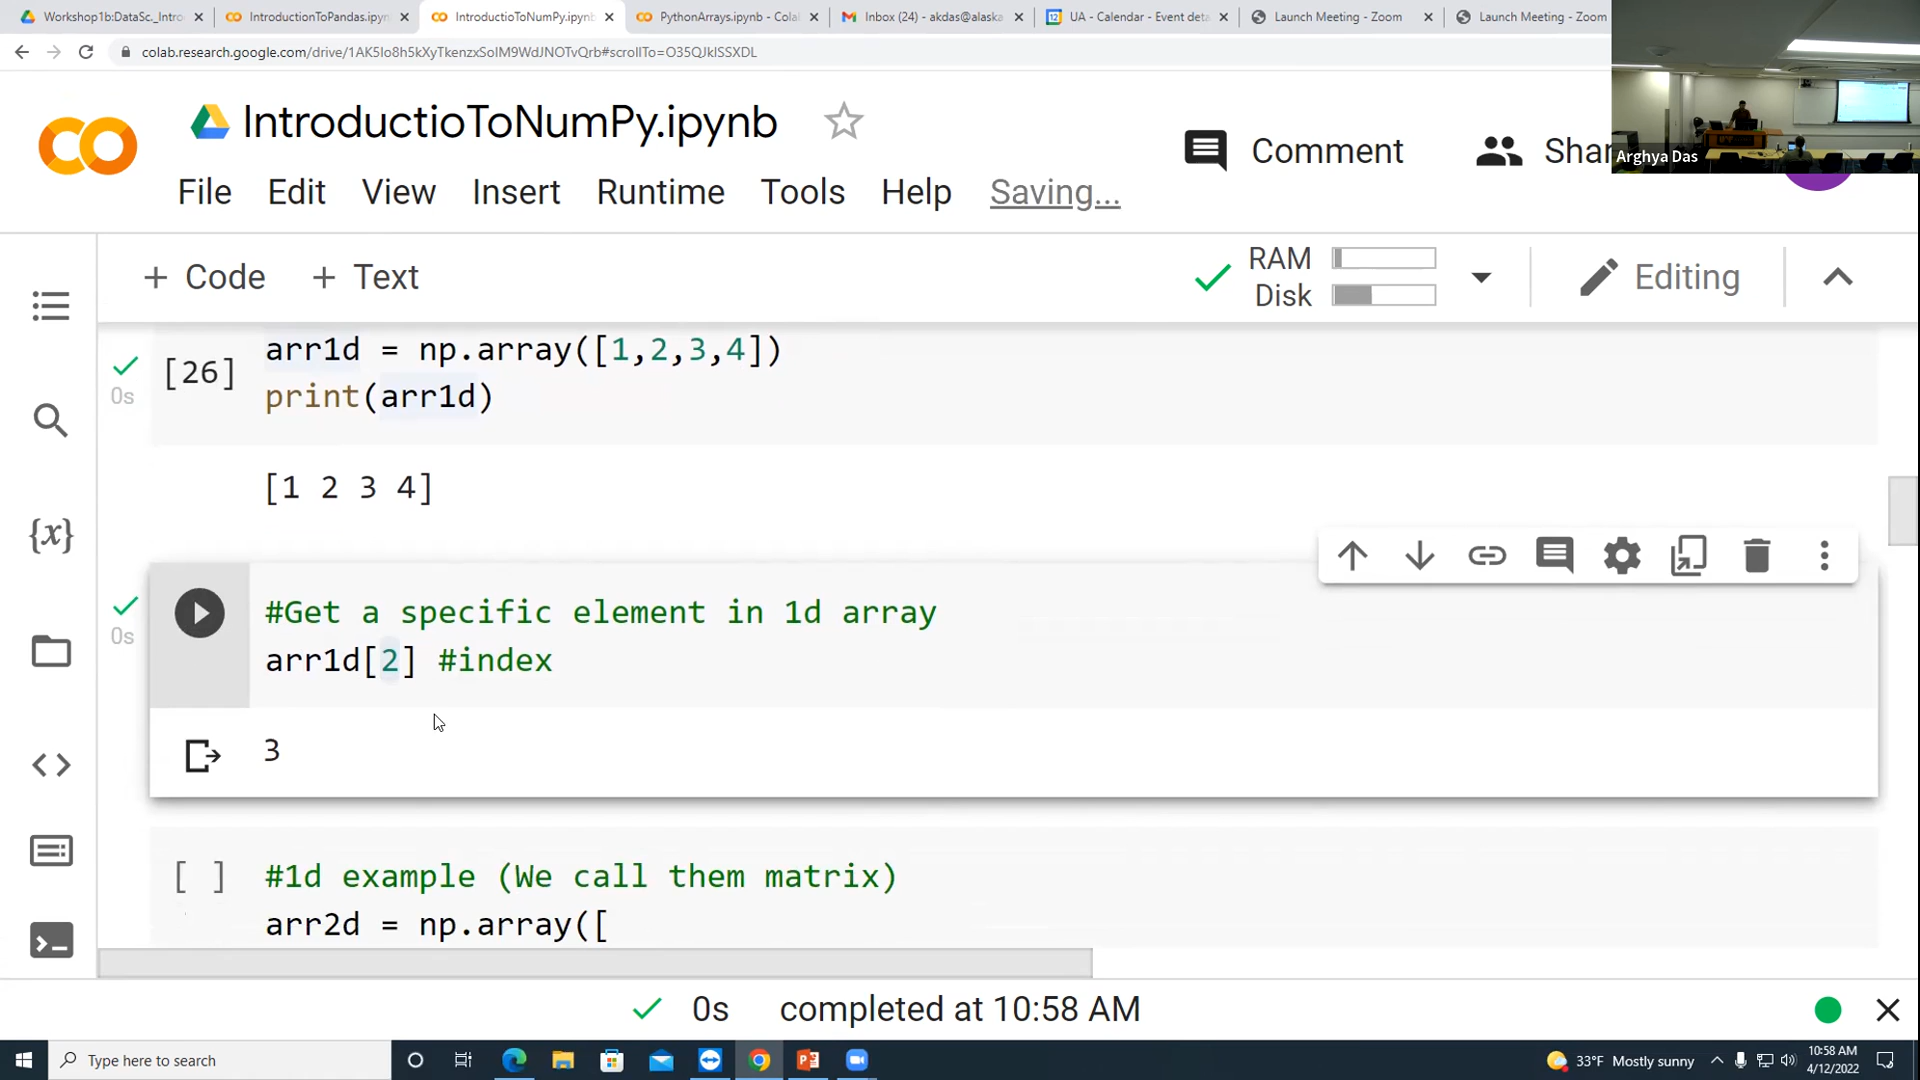 Workshop1b:DataSc._Intro
IntroductionToPandas.ipyn
IntroductioToNumPy.ipynb
PythonArrays.ipynb - Cola
Inbox (24) - akdas@alaska
UA - Calendar - Event deta
Launch Meeting - Zoom
Launch Meeting - Zoom
colab.research.google.com/drive/1AK5Io8h5kXyTkenzxSolM9WdJNOTvQrb#scrollTo=O35QJkISSXDL
IntroductioToNumPy.ipynb
Comment
Shar
Arghya Das
File Edit View Insert Runtime Tools Help Saving...
+ Code + Text
RAM
Disk
Editing
[26] arr1d = np.array([1,2,3,4])
0s print(arr1d)
[1 2 3 4]
#Get a specific element in 1d array
0s arr1d[2] #index
3
[ ] #1d example (We call them matrix)
arr2d = np.array([
0s completed at 10:58 AM
Type here to search
33°F Mostly sunny
10:58 AM
4/12/2022